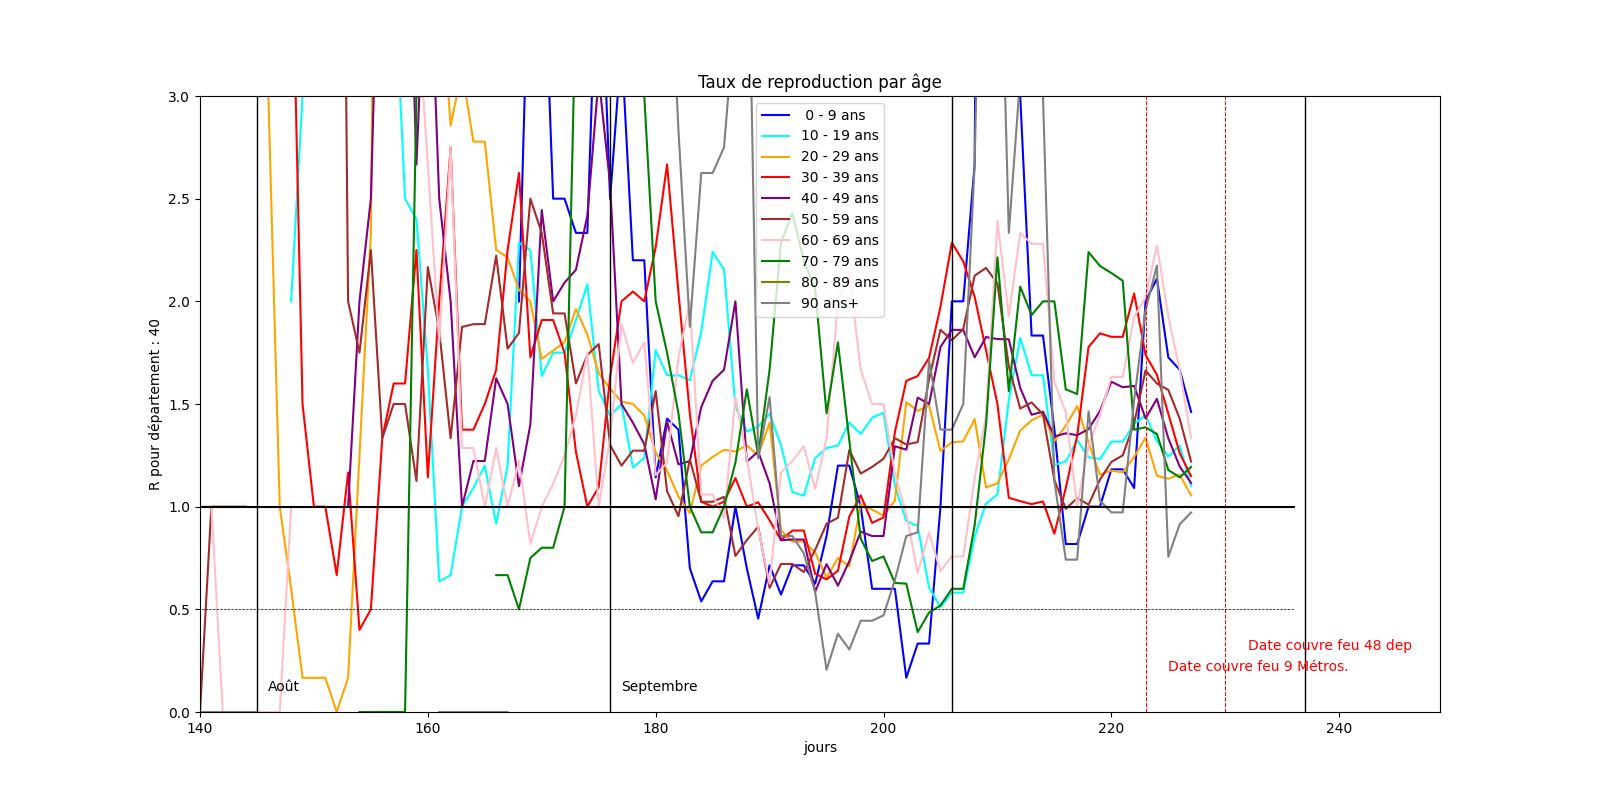 Taux de reproduction par âge
R pour département : 40
3.0
2.5
2.0
1.5
1.0
0.5
0.0
0 - 9 ans
10 - 19 ans
20 - 29 ans
30 - 39 ans
40 - 49 ans
50 - 59 ans
60 - 69 ans
70 - 79 ans
80 - 89 ans
90 ans+
Date couvre feu 48 dep
Date couvre feu 9 Métros.
Août
Septembre
140
160
180
200
220
240
jours